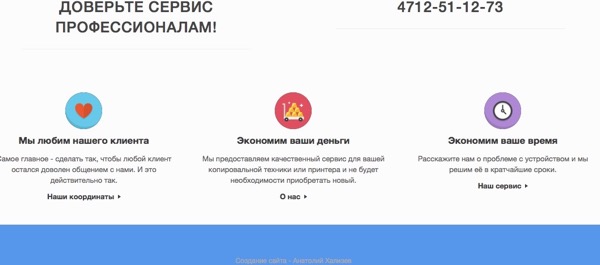 ДОВЕРЬТЕ СЕРВИС
ПРОФЕССИОНАЛАМ!
4712-51-12-73
Мы любим нашего клиента
Самое главное - сделать так, чтобы любой клиент
остался доволен общением с нами. И это
действительно так.
Наши координаты
Экономим ваши деньги
Мы предоставляем качественный сервис для вашей
копировальной техники или принтера и не будет
необходимости приобретать новый.
О нас
Экономим ваше время
Расскажите нам о проблеме с устройством и мы
решим её в кратчайшие сроки.
Наш сервис
Создание сайта - Анатолий Хализев